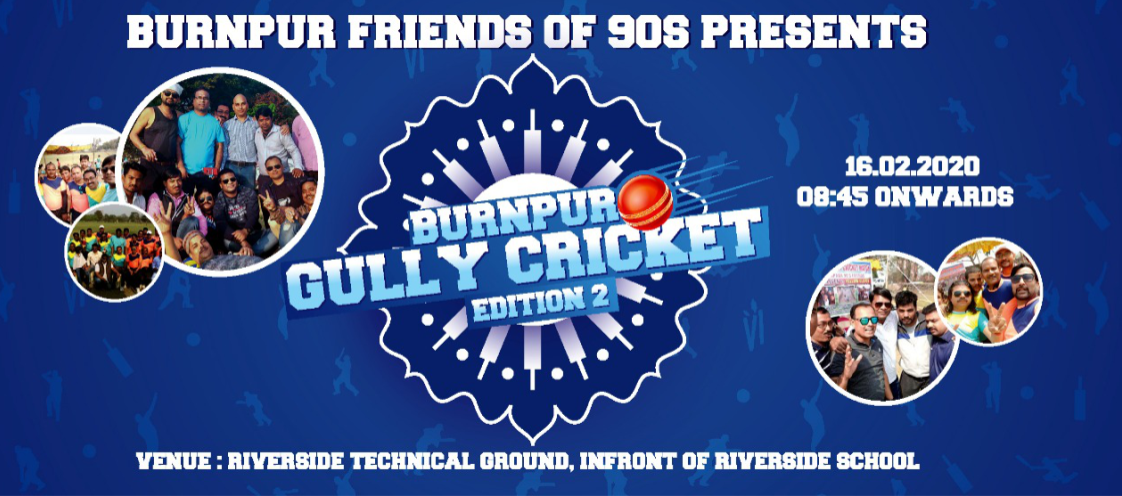 BURNPUR FRIENDS OF 90S PRESENTS
16.02.2020
08:45 ONWARDS
BURNPUR
GULLY CRICKET
EDITION 2
VENUE : RIVERSIDE TECHNICAL GROUND, INFRONT OF RIVERSIDE SCHOOL